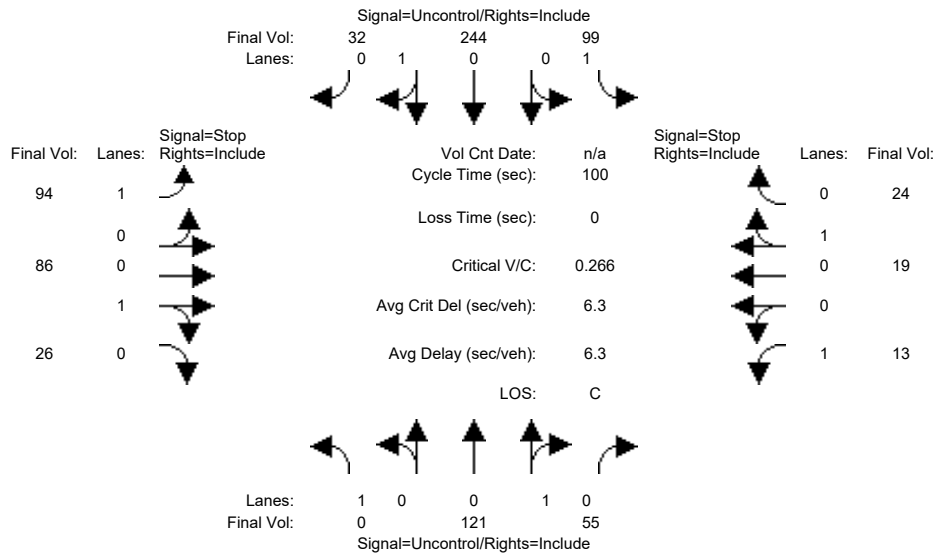 Signal=Uncontrol/Rights=Include
Final Vol: 32 244 99
Lanes: 0 1 0 0 1
Signal=Stop Signal=Stop
Final Vol: Lanes: Rights=Include Vol Cnt Date: n/a Rights=Include Lanes: Final Vol:
Cycle Time (sec): 100
94 1 0 24
Loss Time (sec): 0
0 1
86 0 Critical V/C: 0.266 0 19
1 Avg Crit Del (sec/veh): 6.3 0
26 0 Avg Delay (sec/veh): 6.3 1 13
LOS: C
Lanes: 1 0 0 1 0
Final Vol: 0 121 55
Signal=Uncontrol/Rights=Include